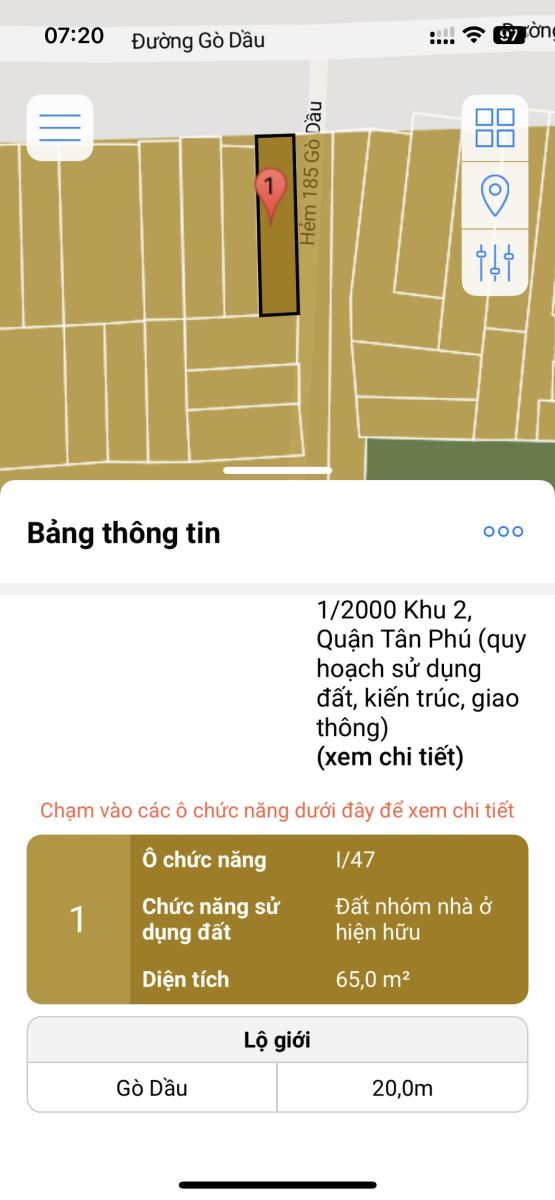 07:20
Đường Gò Dầu
97
Hẻm 185 Gò Dầu
1
Bảng thông tin
1/2000 Khu 2,
Quận Tân Phú (quy
hoạch sử dụng
đất, kiến trúc, giao
thông)
(xem chi tiết)
Chạm vào các ô chức năng dưới đây để xem chi tiết
1
Ô chức năng
I/47
Chức năng sử
dụng đất
Đất nhóm nhà ở
hiện hữu
Diện tích
65,0 m²
Lộ giới
Gò Dầu
20,0m